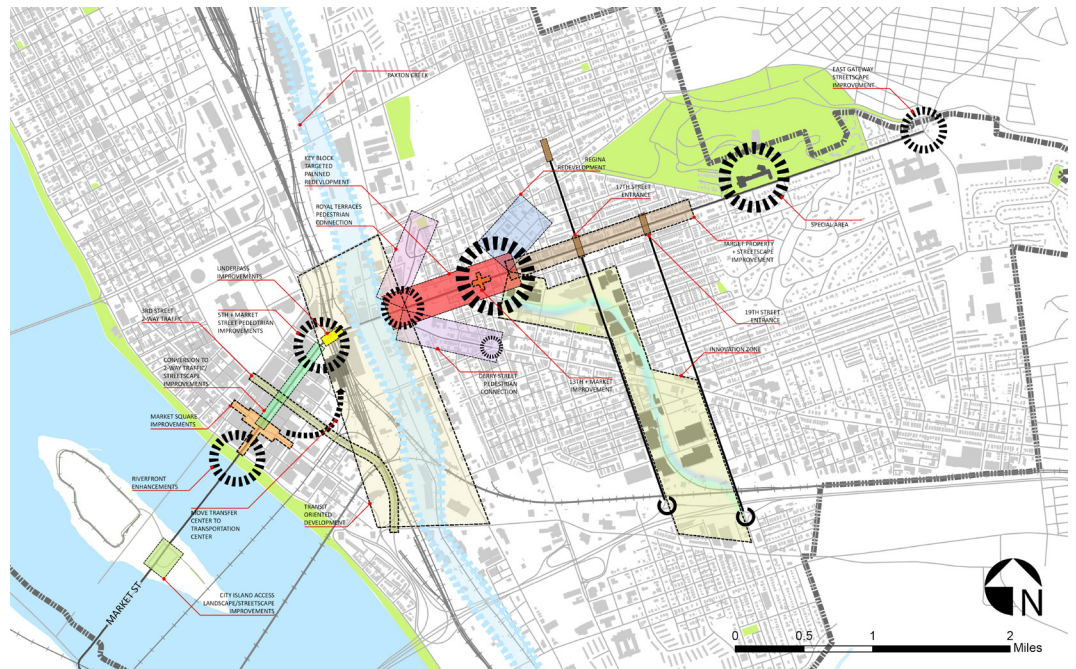 PAXTON CREEK
EAST GATEWAY
STREETSCAPE
IMPROVEMENT
KEY BLOCK
TARGETED
PALNNED
REDEVLOPMENT
REGINA
REDEVELOPMENT
17TH STREET
ENTRANCE
ROYAL TERRACES
PEDESTRIAN
CONNECTION
SPECIAL AREA
TARGET PROPERTY
+ STREETSCAPE
IMPROVEMENT
UNDERPASS
IMPROVEMENTS
3RD STREET
2-WAY TRAFFIC
5TH + MARKET
STREET PEDETRIAN
IMPROVEMENTS
19TH STREET
ENTRANCE
INNOVATION ZONE
CONVERSION TO
2-WAY TRAFFIC/
STREETSCAPE
IMPROVEMENTS
DERRY STREET
PEDESTRIAN
CONNECTION
13TH + MARKET
IMPROVEMENT
MARKET SQUARE
IMPROVEMENTS
RIVERFRONT
ENHANCEMENTS
MOVE TRANSFER
CENTER TO
TRANSPORTATION
CENTER
TRANSIT
ORIENTED
DEVELOPMENT
MARKET ST
CITY ISLAND ACCESS
LANDSCAPE/STREETSCAPE
IMPROVEMENTS
N
0 0.5 1 2
Miles